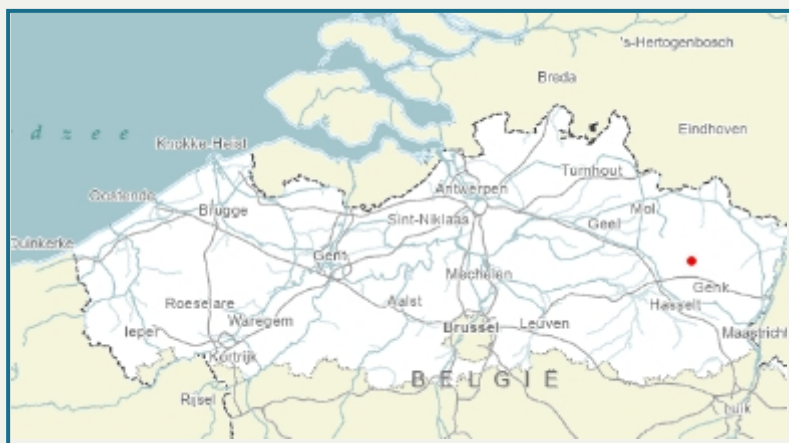 's-Hertogenbosch
Breda
dzee
Eindhoven
Knokke-Heist
Turnhout
Antwerpen
Oostende
Mol
Brugge
Sint-Niklaas
Geel
Duinkerke
Gent
Mechelen
Genk
Roeselare
Aalst
Hasselt
Ieper
Waregem
Brussel
Leuven
Maastricht
Kortrijk
BELGIË
Rijsel
Luik